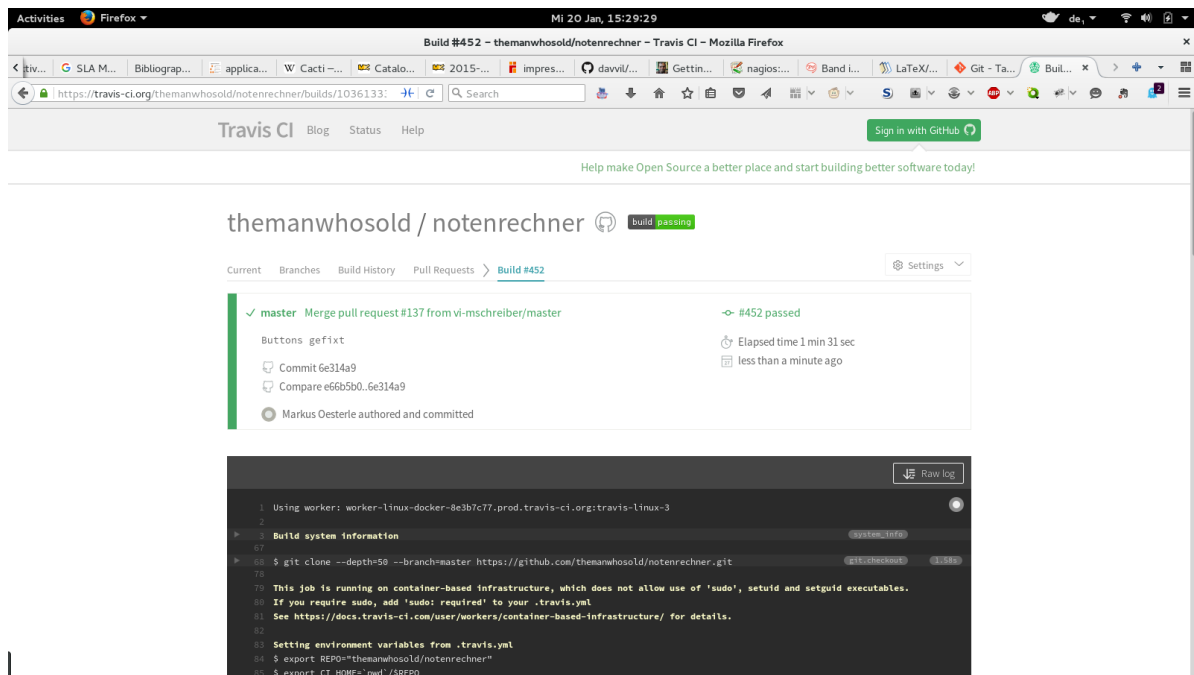 Activities Firefox Mi 20 Jan, 15:29:29 de₁
Build #452 – themanwhosold/notenrechner – Travis CI – Mozilla Firefox
tiv... SLA M... Bibliograp... applica... Cacti –... Catalo... 2015-... impres... davvil/... Gettin... nagios:... Band i... LaTeX/... Git - Ta... Buil...
https://travis-ci.org/themanwhosold/notenrechner/builds/10361333 Search 2
Travis CI Blog Status Help Sign in with GitHub
Help make Open Source a better place and start building better software today!
themanwhosold / notenrechner build passing
Current Branches Build History Pull Requests Build #452 Settings
master Merge pull request #137 from vi-mschreiber/master #452 passed
Buttons gefixt Elapsed time 1 min 31 sec
Commit 6e314a9 less than a minute ago
Compare e66b5b0..6e314a9
Markus Oesterle authored and committed
Raw log
1 Using worker: worker-linux-docker-8e3b7c77.prod.travis-ci.org:travis-linux-3
2
3 Build system information system_info
67
68 $ git clone --depth=50 --branch=master https://github.com/themanwhosold/notenrechner.git git.checkout 1.58s
78
79 This job is running on container-based infrastructure, which does not allow use of 'sudo', setuid and setguid executables.
80 If you require sudo, add 'sudo: required' to your .travis.yml
81 See https://docs.travis-ci.com/user/workers/container-based-infrastructure/ for details.
82
83 Setting environment variables from .travis.yml
84 $ export REPO="themanwhosold/notenrechner"
85 $ export CI_HOME=`pwd`/$REPO